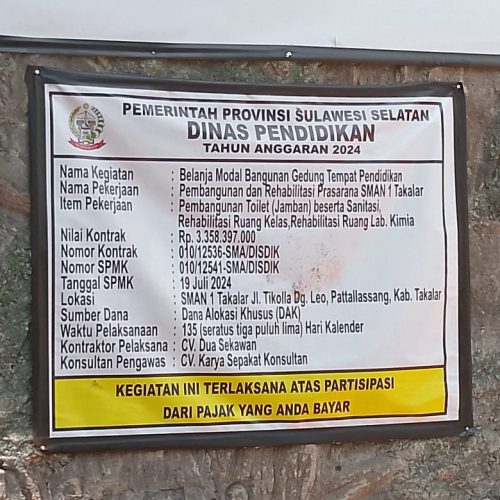 PEMERINTAH PROVINSI SULAWESI SELATAN
DINAS PENDIDIKAN
TAHUN ANGGARAN 2024
Nama Kegiatan : Belanja Modal Bangunan Gedung Tempat Pendidikan
Nama Pekerjaan : Pembangunan dan Rehabilitasi Prasarana SMAN 1 Takalar
Item Pekerjaan : Pembangunan Toilet (Jamban) beserta Sanitasi,
Rehabilitasi Ruang Kelas,Rehabilitasi Ruang Lab. Kimia
Nilai Kontrak : Rp. 3.358.397.000
Nomor Kontrak : 010/12536-SMA/DISDIK
Nomor SPMK : 010/12541-SMA/DISDIK
Tanggal SPMK : 19 Juli 2024
Lokasi : SMAN 1 Takalar Jl. Tikolla Dg. Leo, Pattallassang, Kab. Takalar
Sumber Dana : Dana Alokasi Khusus (DAK)
Waktu Pelaksanaan : 135 (seratus tiga puluh lima) Hari Kalender
Kontraktor Pelaksana : CV. Dua Sekawan
Konsultan Pengawas : CV. Karya Sepakat Konsultan
KEGIATAN INI TERLAKSANA ATAS PARTISIPASI
DARI PAJAK YANG ANDA BAYAR